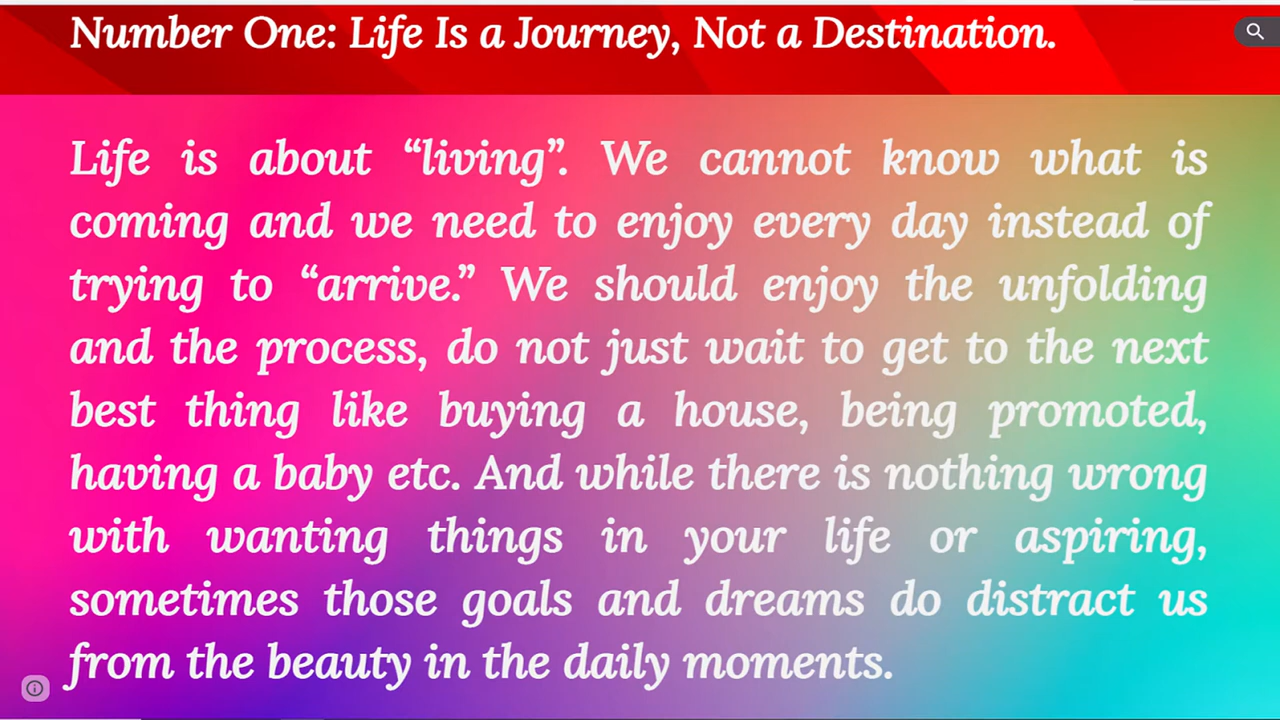 Number One: Life Is a Journey, Not a Destination.
Life is about “living”. We cannot know what is
coming and we need to enjoy every day instead of
trying to “arrive.” We should enjoy the unfolding
and the process, do not just wait to get to the next
best thing like buying a house, being promoted,
having a baby etc. And while there is nothing wrong
with wanting things in your life or aspiring,
sometimes those goals and dreams do distract us
from the beauty in the daily moments.